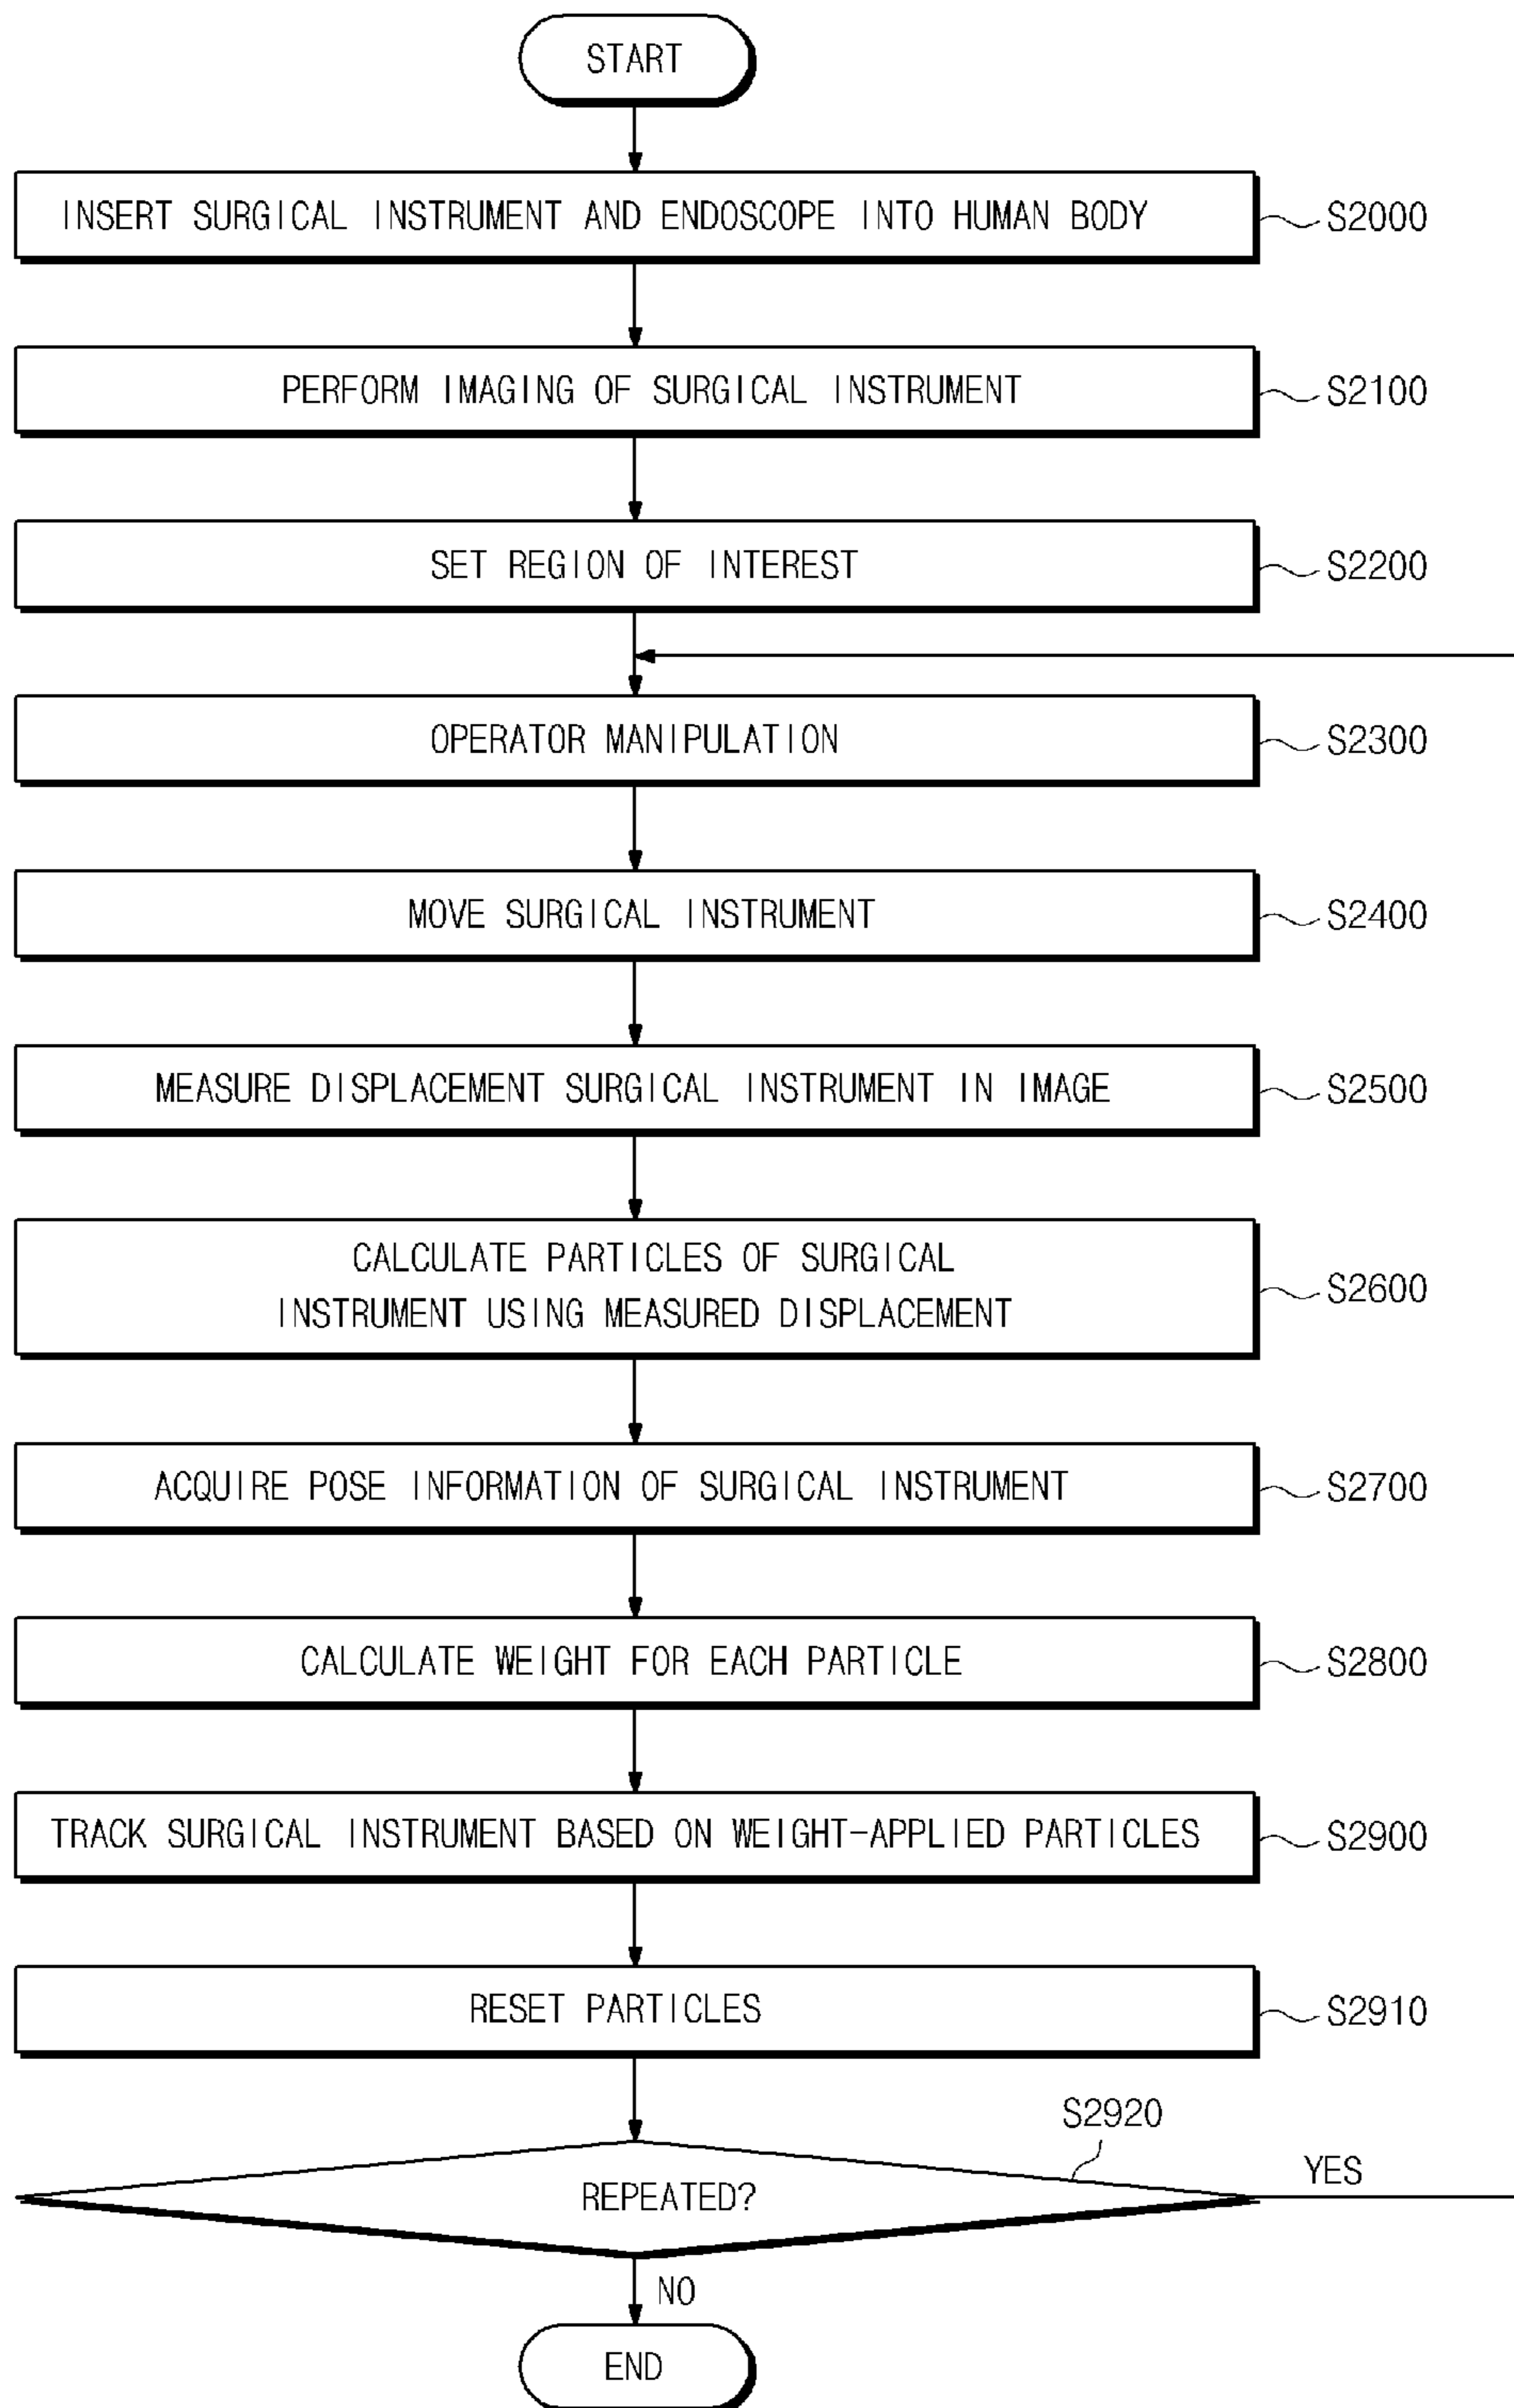 START
INSERT SURGICAL INSTRUMENT AND ENDOSCOPE INTO HUMAN BODY
S2000
PERFORM IMAGING OF SURGICAL INSTRUMENT
S2100
SET REGION OF INTEREST
S2200
OPERATOR MANIPULATION
S2300
MOVE SURGICAL INSTRUMENT
S2400
MEASURE DISPLACEMENT SURGICAL INSTRUMENT IN IMAGE
S2500
CALCULATE PARTICLES OF SURGICAL
INSTRUMENT USING MEASURED DISPLACEMENT
S2600
ACQUIRE POSE INFORMATION OF SURGICAL INSTRUMENT
S2700
CALCULATE WEIGHT FOR EACH PARTICLE
S2800
TRACK SURGICAL INSTRUMENT BASED ON WEIGHT-APPLIED PARTICLES
S2900
RESET PARTICLES
S2910
S2920
REPEATED?
YES
NO
END